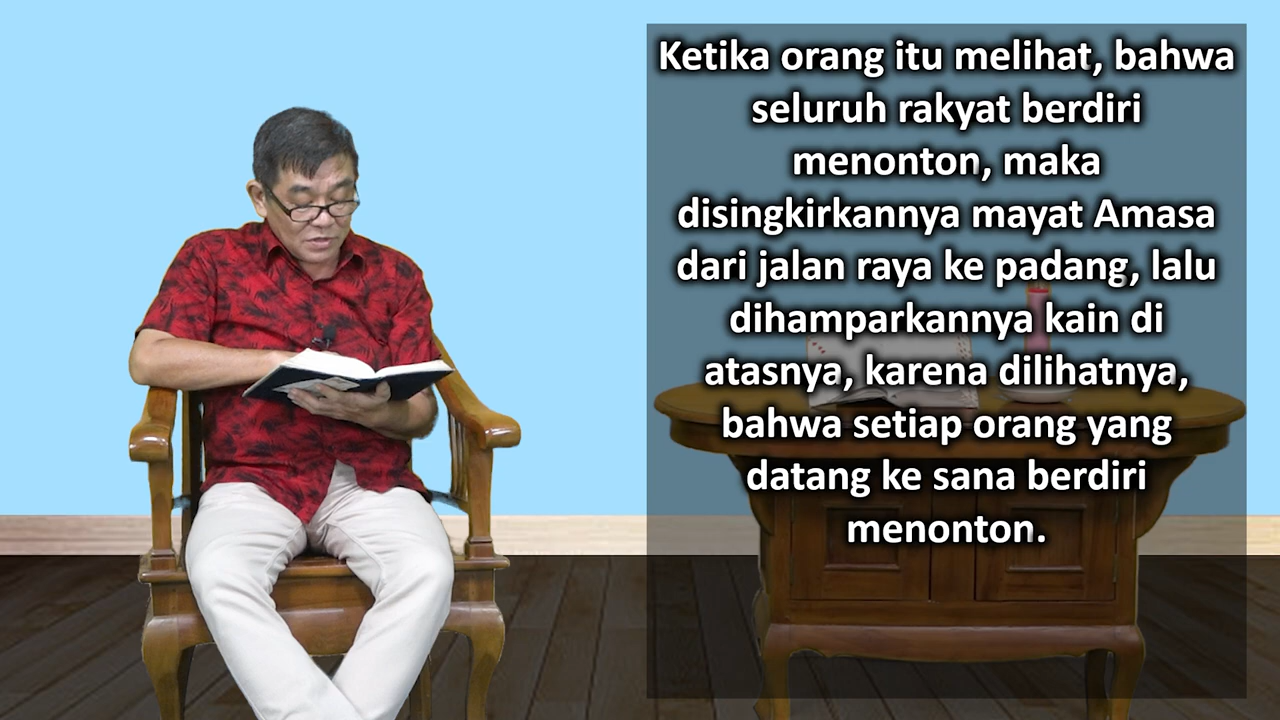 Ketika orang itu melihat, bahwa
seluruh rakyat berdiri
menonton, maka
disingkirkannya mayat Amasa
dari jalan raya ke padang, lalu
dihamparkannya kain di
atasnya, karena dilihatnya,
bahwa setiap orang yang
datang ke sana berdiri
menonton.